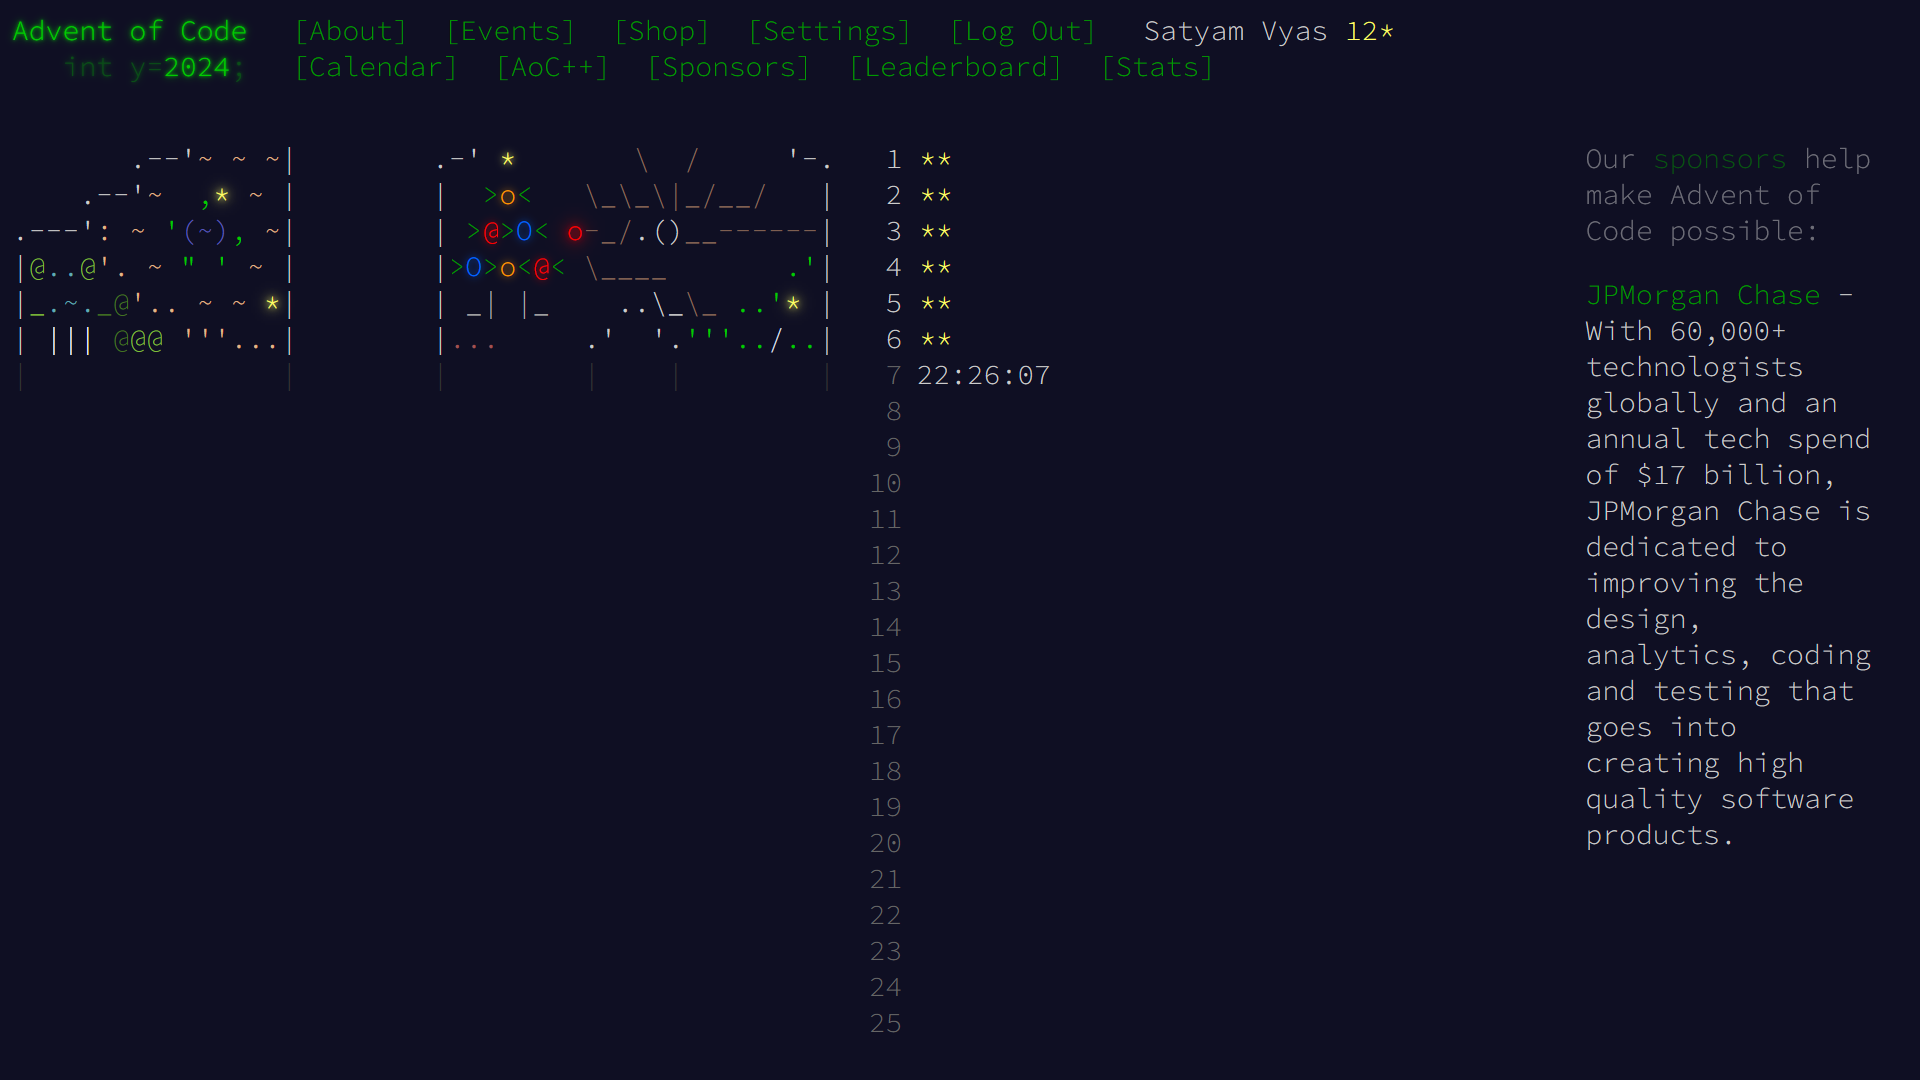 Advent of Code [About] [Events] [Shop] [Settings] [Log Out] Satyam Vyas 12*
int y=2024; [Calendar] [AoC++] [Sponsors] [Leaderboard] [Stats]
1 **
2 **
3 **
4 **
5 **
6 **
7 22:26:07
8
9
10
11
12
13
14
15
16
17
18
19
20
21
22
23
24
25
Our sponsors help
make Advent of
Code possible:
JPMorgan Chase -
With 60,000+
technologists
globally and an
annual tech spend
of $17 billion,
JPMorgan Chase is
dedicated to
improving the
design,
analytics, coding
and testing that
goes into
creating high
quality software
products.